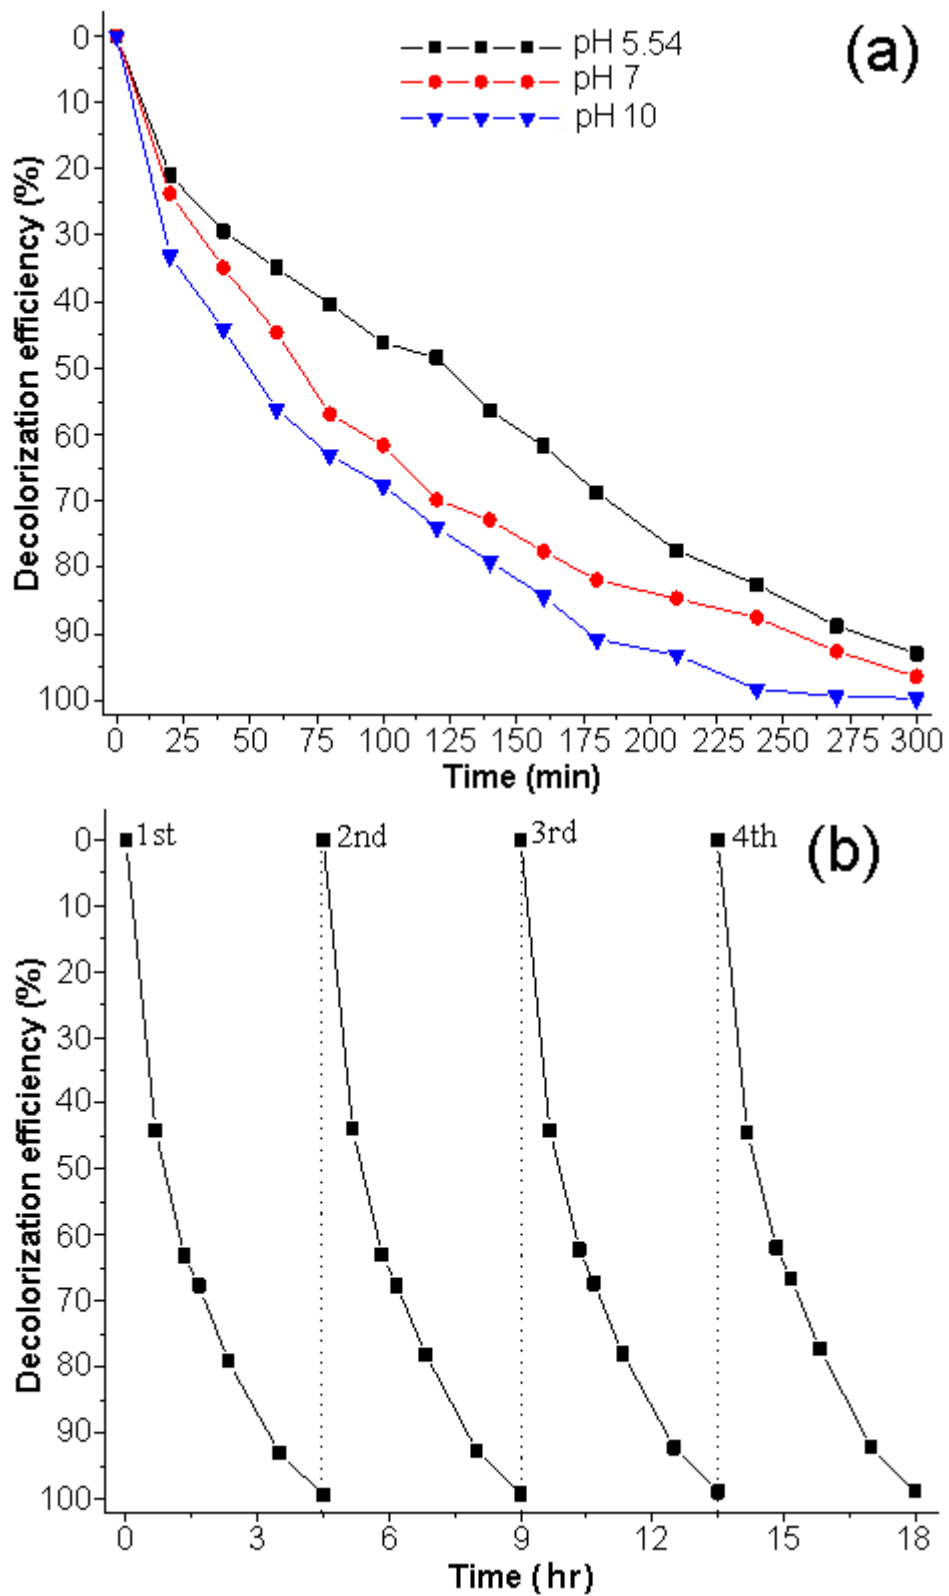 (a)
pH 5.54
pH 7
pH 10
Decolorization efficiency (%)
0
10
20
30
40
50
60
70
80
90
100
0 25 50 75 100 125 150 175 200 225 250 275 300
Time (min)
(b)
1st 2nd 3rd 4th
Decolorization efficiency (%)
0
10
20
30
40
50
60
70
80
90
100
0 3 6 9 12 15 18
Time (hr)